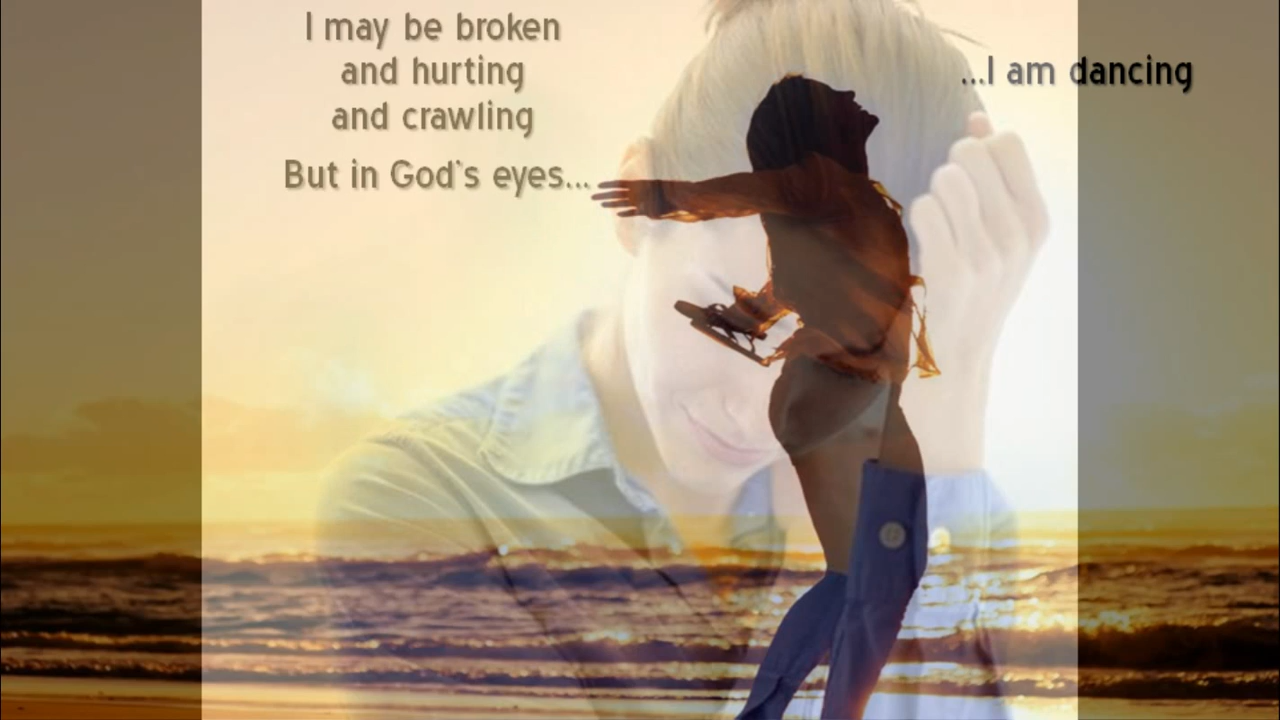 I may be broken
and hurting
and crawling
But in God's eyes...
...I am dancing